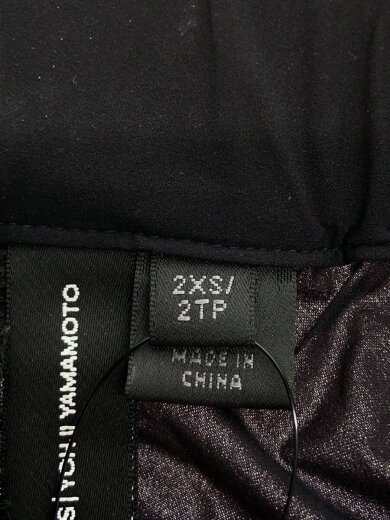 2XS/
2TP
MADE IN
CHINA
S | YOHJI YAMAMOTO